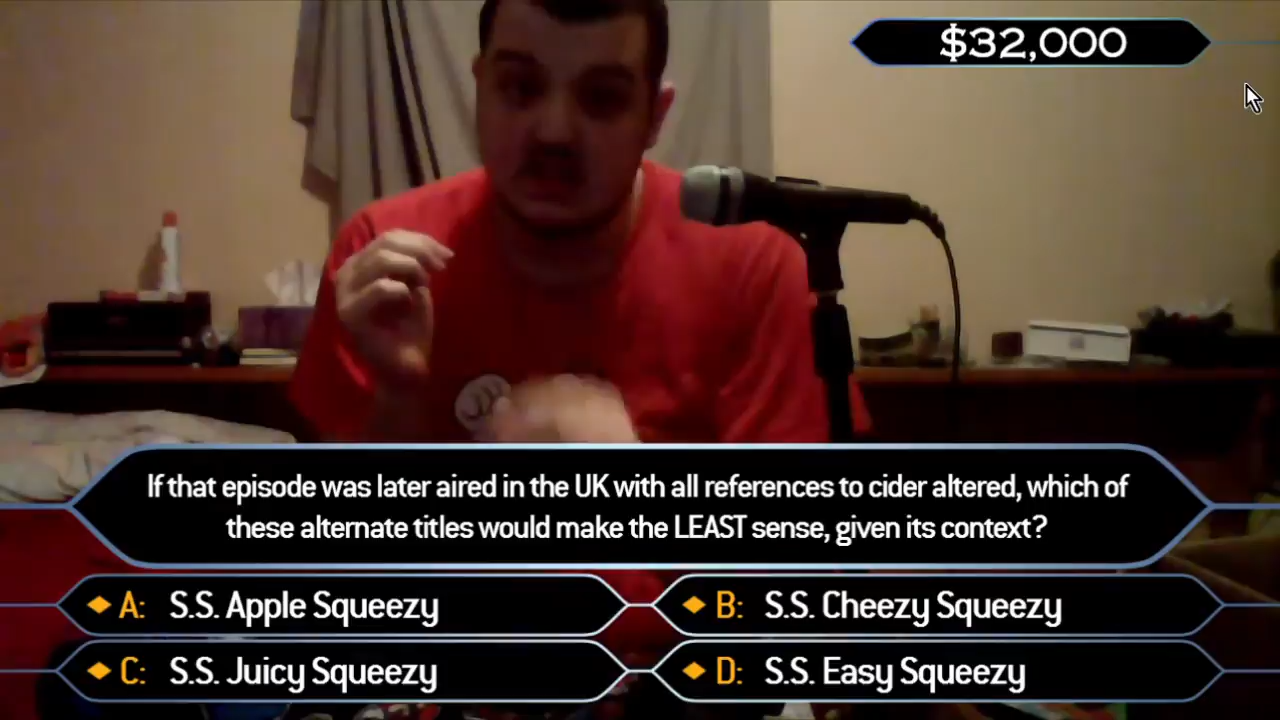 $32,000
If that episode was later aired in the UK with all references to cider altered, which of
these alternate titles would make the LEAST sense, given its context?
A: S.S. Apple Squeezy
B: S.S. Cheezy Squeezy
C: S.S. Juicy Squeezy
D: S.S. Easy Squeezy